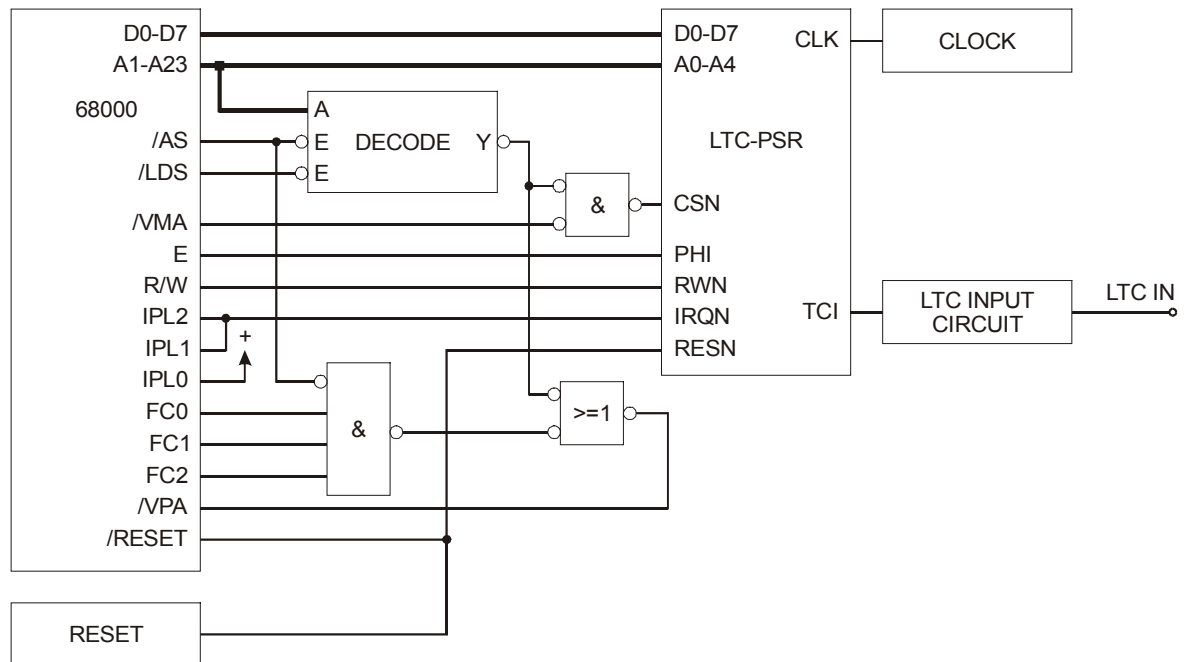 D0-D7
A1-A23
68000
/AS
/LDS
/VMA
E
R/W
IPL2
IPL1
IPL0
FC0
FC1
FC2
/VPA
/RESET
RESET
A
E
E
DECODE
Y
+
&
&
>=1
D0-D7
A0-A4
LTC-PSR
CSN
PHI
RWN
IRQN
RESN
CLK
TCI
CLOCK
LTC INPUT
CIRCUIT
LTC IN